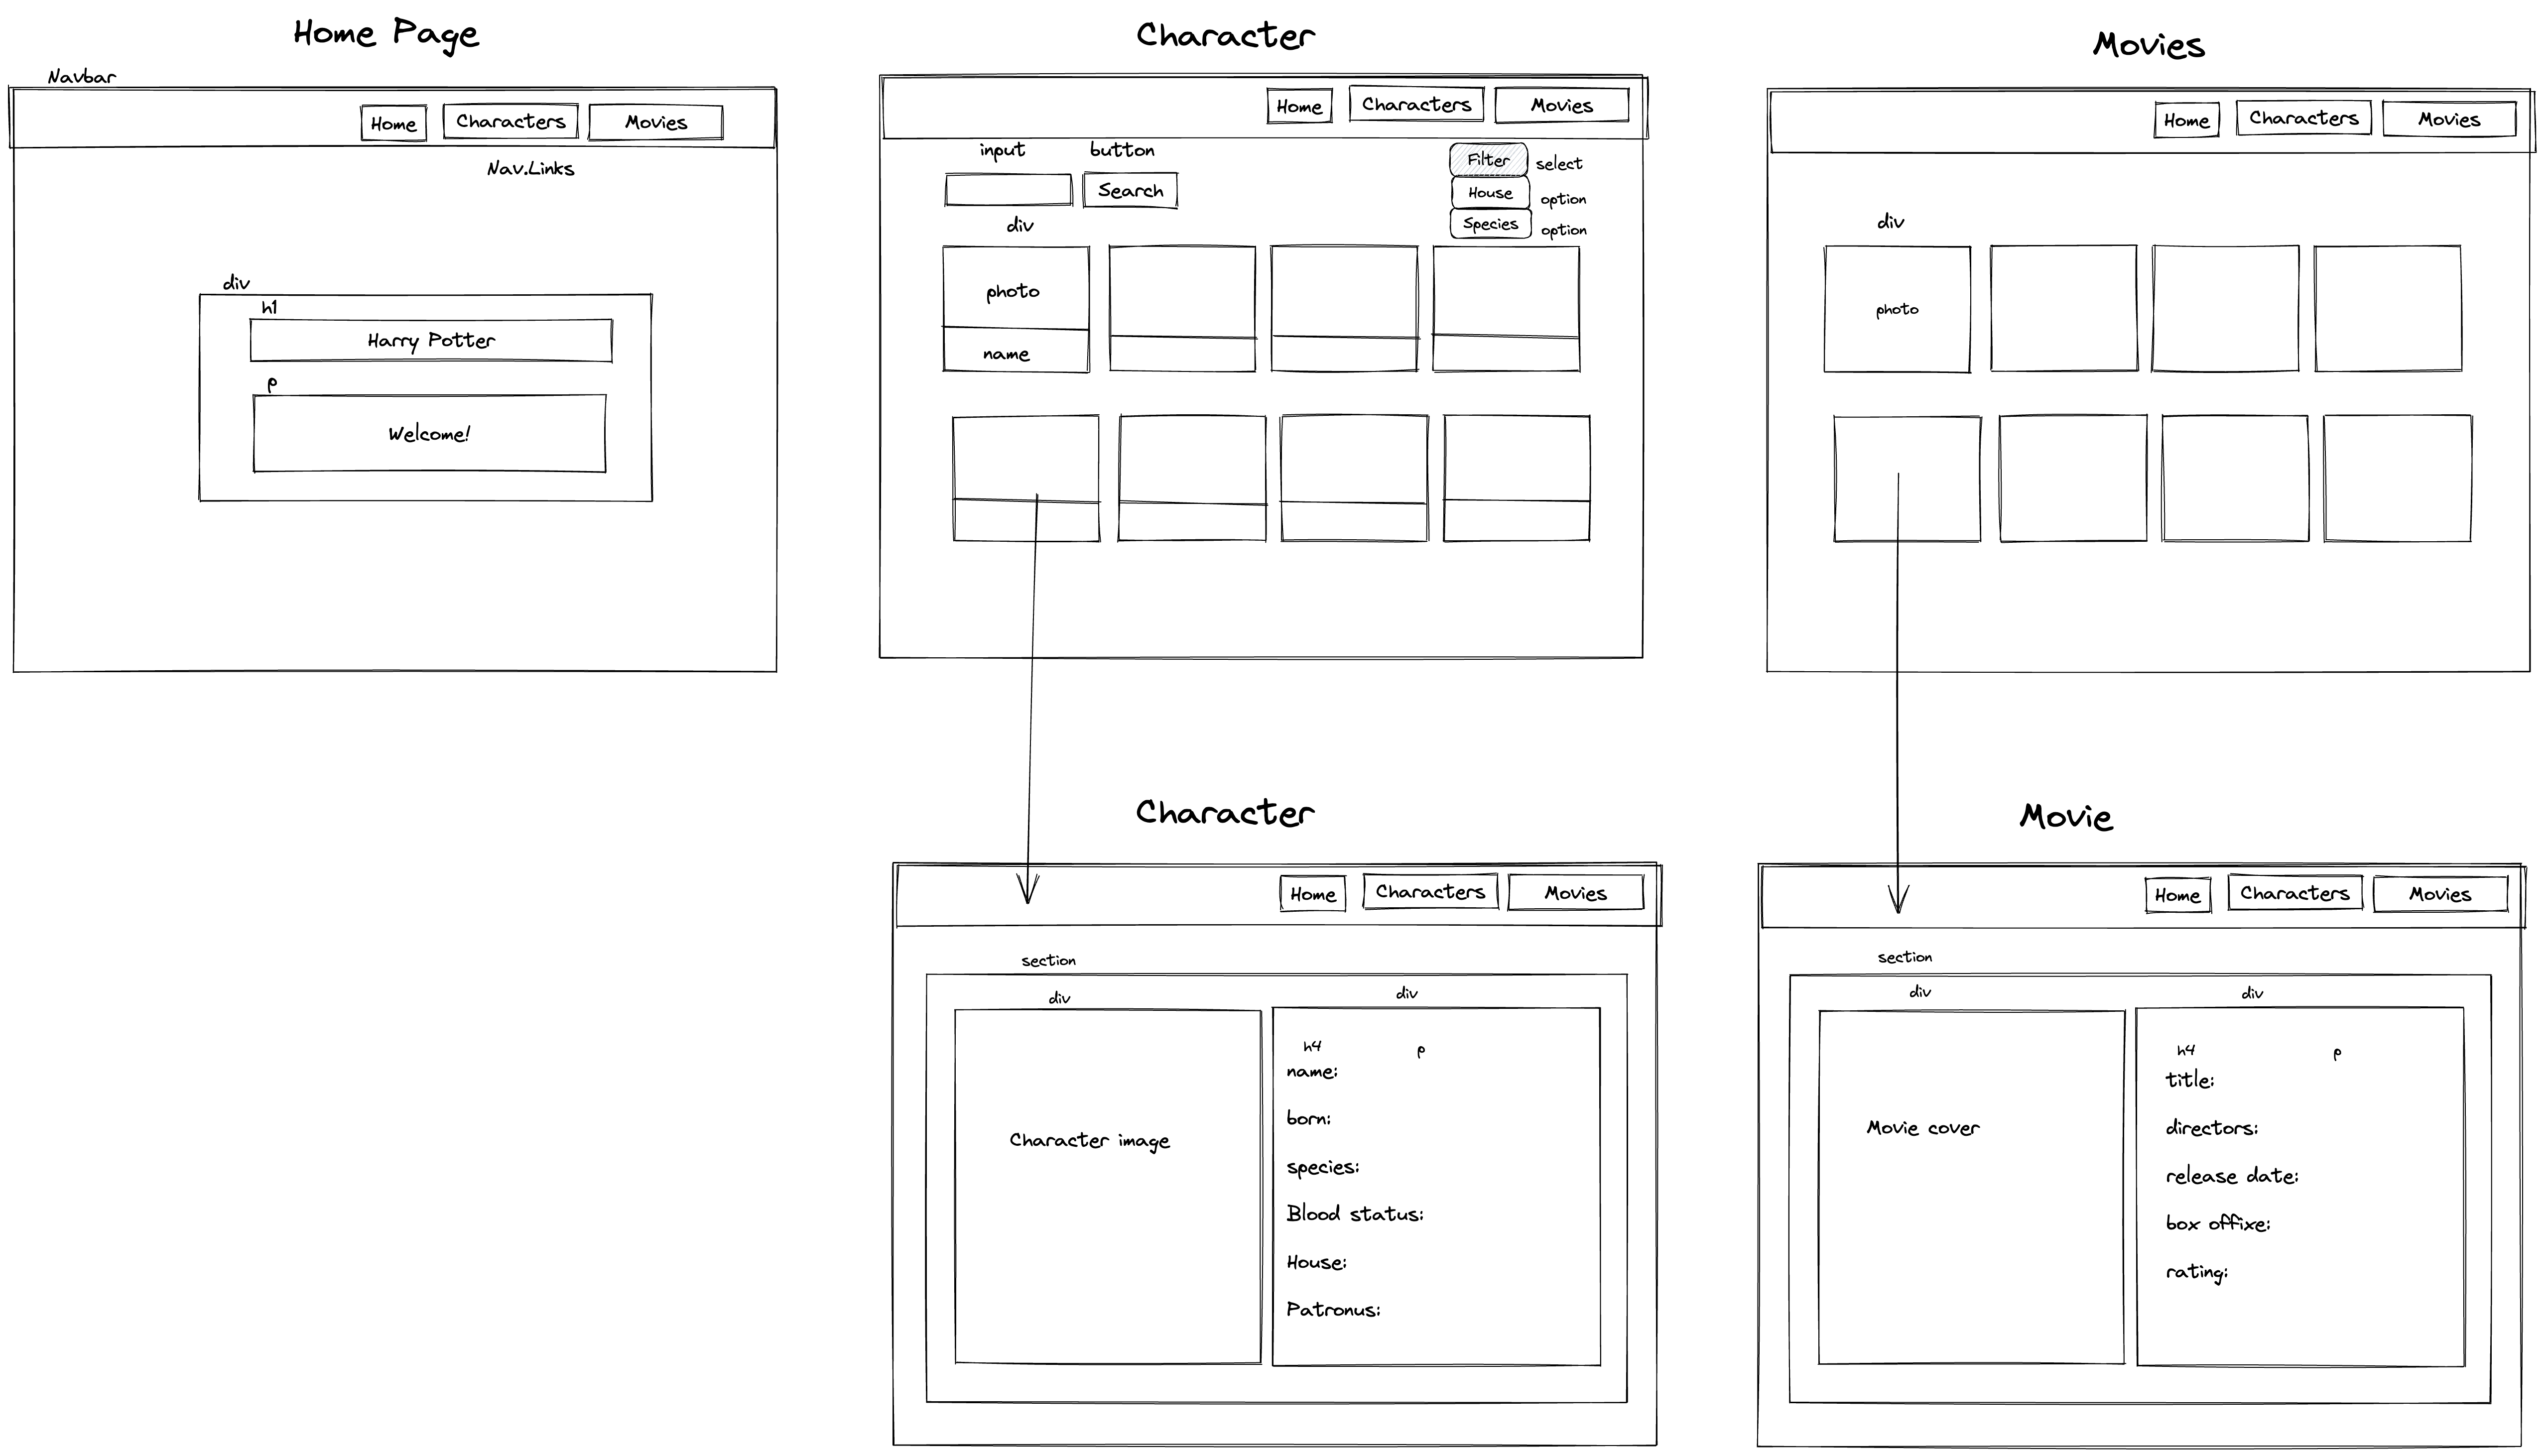 Home Page
Navbar
Home Characters Movies
Nav.Links
div
h1
Harry Potter
p
Welcome!
Character
Home Characters Movies
input button
Search
Filter select
House option
Species option
div
photo
name
Movies
Home Characters Movies
div
photo
Character
Home Characters Movies
section
div
Character image
div
h4 p
name:
born:
species:
Blood status:
House:
Patronus:
Movie
Home Characters Movies
section
div
Movie cover
div
h4 p
title:
directors:
release date:
box offixe:
rating: